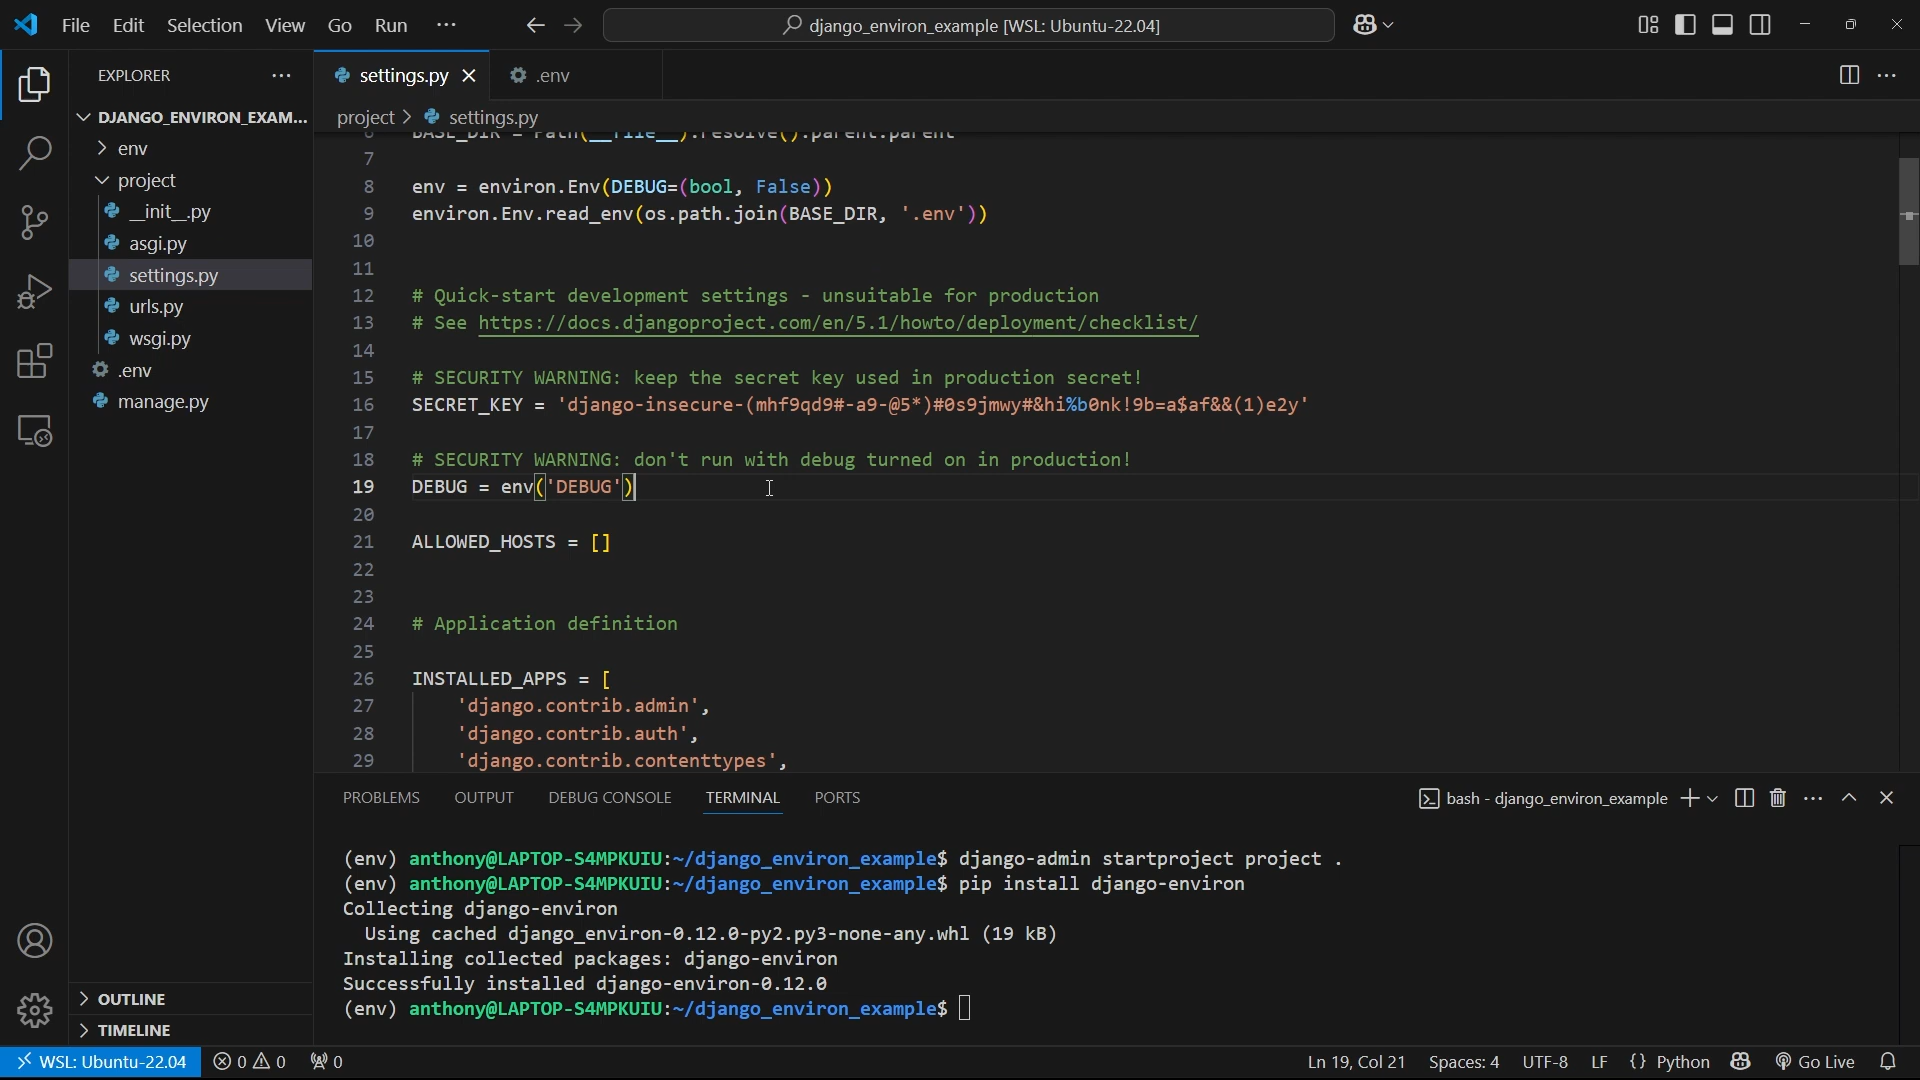 File Edit Selection View Go Run ··· django_environ_example [WSL: Ubuntu-22.04]
EXPLORER ···
DJANGO_ENVIRON_EXAM...
env
project
__init__.py
asgi.py
settings.py
urls.py
wsgi.py
.env
manage.py
OUTLINE
TIMELINE
settings.py .env
project > settings.py
6 BASE_DIR = Path(__file__).resolve().parent.parent
7
8 env = environ.Env(DEBUG=(bool, False))
9 environ.Env.read_env(os.path.join(BASE_DIR, '.env'))
10
11
12 # Quick-start development settings - unsuitable for production
13 # See https://docs.djangoproject.com/en/5.1/howto/deployment/checklist/
14
15 # SECURITY WARNING: keep the secret key used in production secret!
16 SECRET_KEY = 'django-insecure-(mhf9qd9#-a9-@5*)#0s9jmwy#&hi%b0nk!9b=a$af&&(1)e2y'
17
18 # SECURITY WARNING: don't run with debug turned on in production!
19 DEBUG = env('DEBUG')
20
21 ALLOWED_HOSTS = []
22
23
24 # Application definition
25
26 INSTALLED_APPS = [
27 'django.contrib.admin',
28 'django.contrib.auth',
29 'django.contrib.contenttypes',
PROBLEMS OUTPUT DEBUG CONSOLE TERMINAL PORTS bash - django_environ_example
(env) anthony@LAPTOP-S4MPKUIU:~/django_environ_example$ django-admin startproject project .
(env) anthony@LAPTOP-S4MPKUIU:~/django_environ_example$ pip install django-environ
Collecting django-environ
Using cached django_environ-0.12.0-py2.py3-none-any.whl (19 kB)
Installing collected packages: django-environ
Successfully installed django-environ-0.12.0
(env) anthony@LAPTOP-S4MPKUIU:~/django_environ_example$
WSL: Ubuntu-22.04 0 0 0 Ln 19, Col 21 Spaces: 4 UTF-8 LF {} Python Go Live